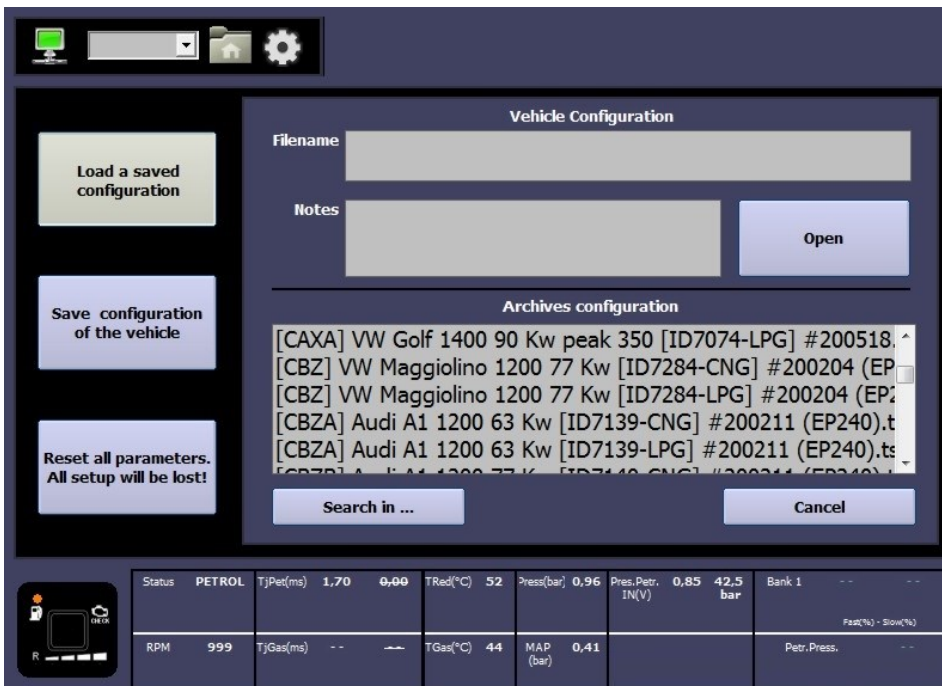 Vehicle Configuration
Filename
Load a saved
configuration
Notes
Open
Save configuration
of the vehicle
Archives configuration
[CAXA] VW Golf 1400 90 Kw peak 350 [ID7074-LPG] #200518.
[CBZ] VW Maggiolino 1200 77 Kw [ID7284-CNG] #200204 (EP
[CBZ] VW Maggiolino 1200 77 Kw [ID7284-LPG] #200204 (EP2
[CBZA] Audi A1 1200 63 Kw [ID7139-CNG] #200211 (EP240).t
[CBZA] Audi A1 1200 63 Kw [ID7139-LPG] #200211 (EP240).ts
Reset all parameters.
All setup will be lost!
Search in ...
Cancel
Status PETROL TjPet(ms) 1,70 0,00 TRed(°C) 52 Press(bar) 0,96 Pres.Petr. IN(V) 0,85 42,5 bar Bank 1 -- --
Fast(%) - Slow(%)
CHECK
R
RPM 999 TjGas(ms) -- -- TGas(°C) 44 MAP (bar) 0,41 Petr.Press. --